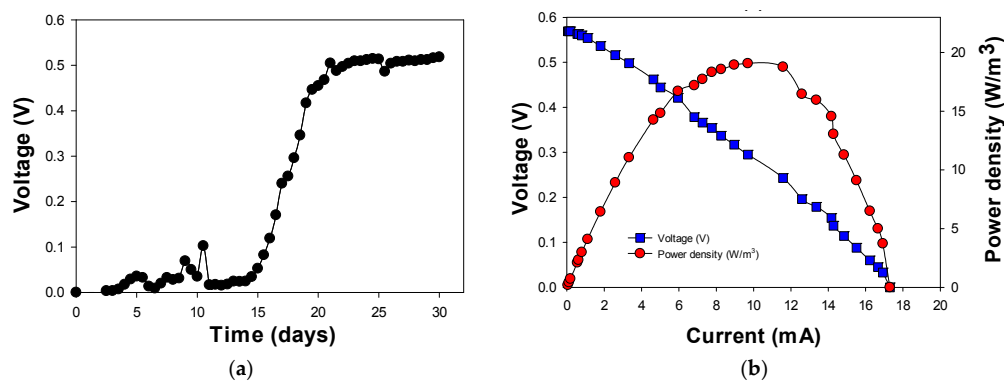 (a)
0.6
0.5
0.4
0.3
0.2
0.1
0.0
Voltage (V)
0 5 10 15 20 25 30 35
Time (days)
(a)
(b)
0.6
0.5
0.4
0.3
0.2
0.1
0.0
Voltage (V)
Voltage (V)
Power density (W/m³)
20
15
10
5
0
Power density (W/m³)
0 2 4 6 8 10 12 14 16 18 20
Current (mA)
(b)